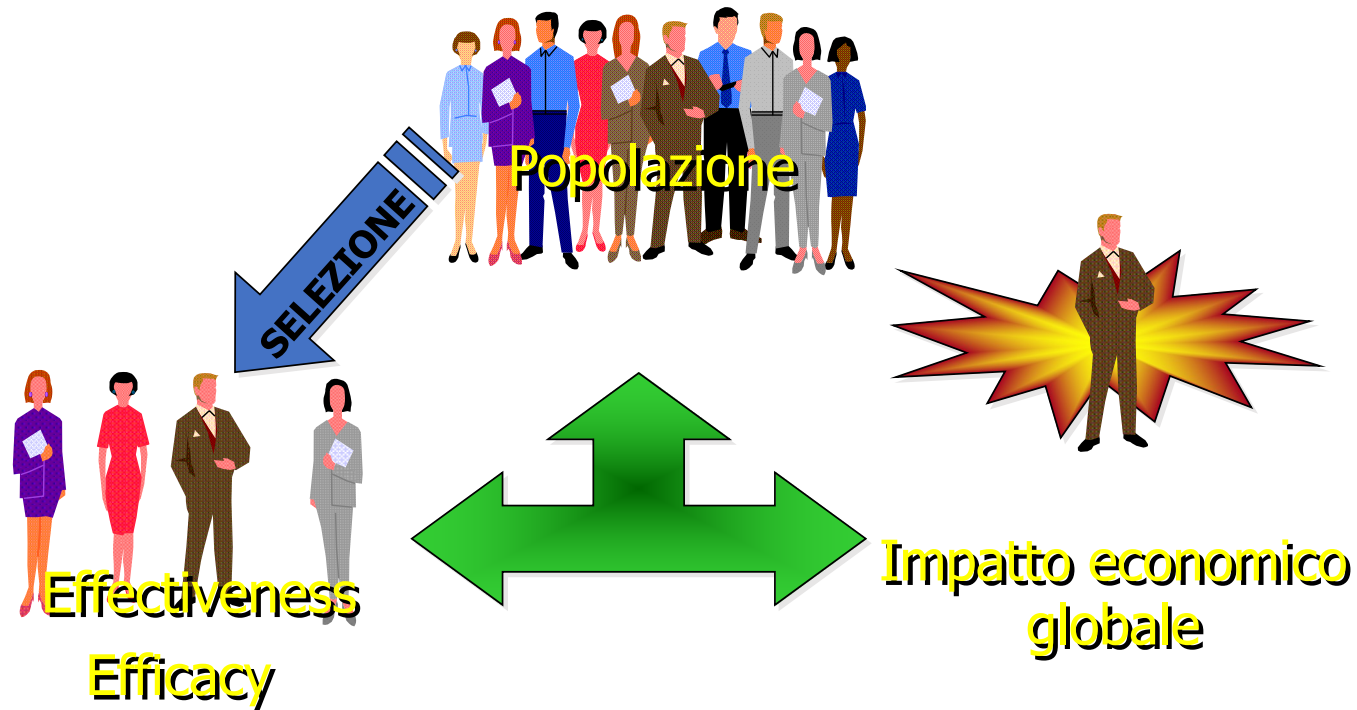 Popolazione
SELEZIONE
Effectiveness
Efficacy
Impatto economico
globale